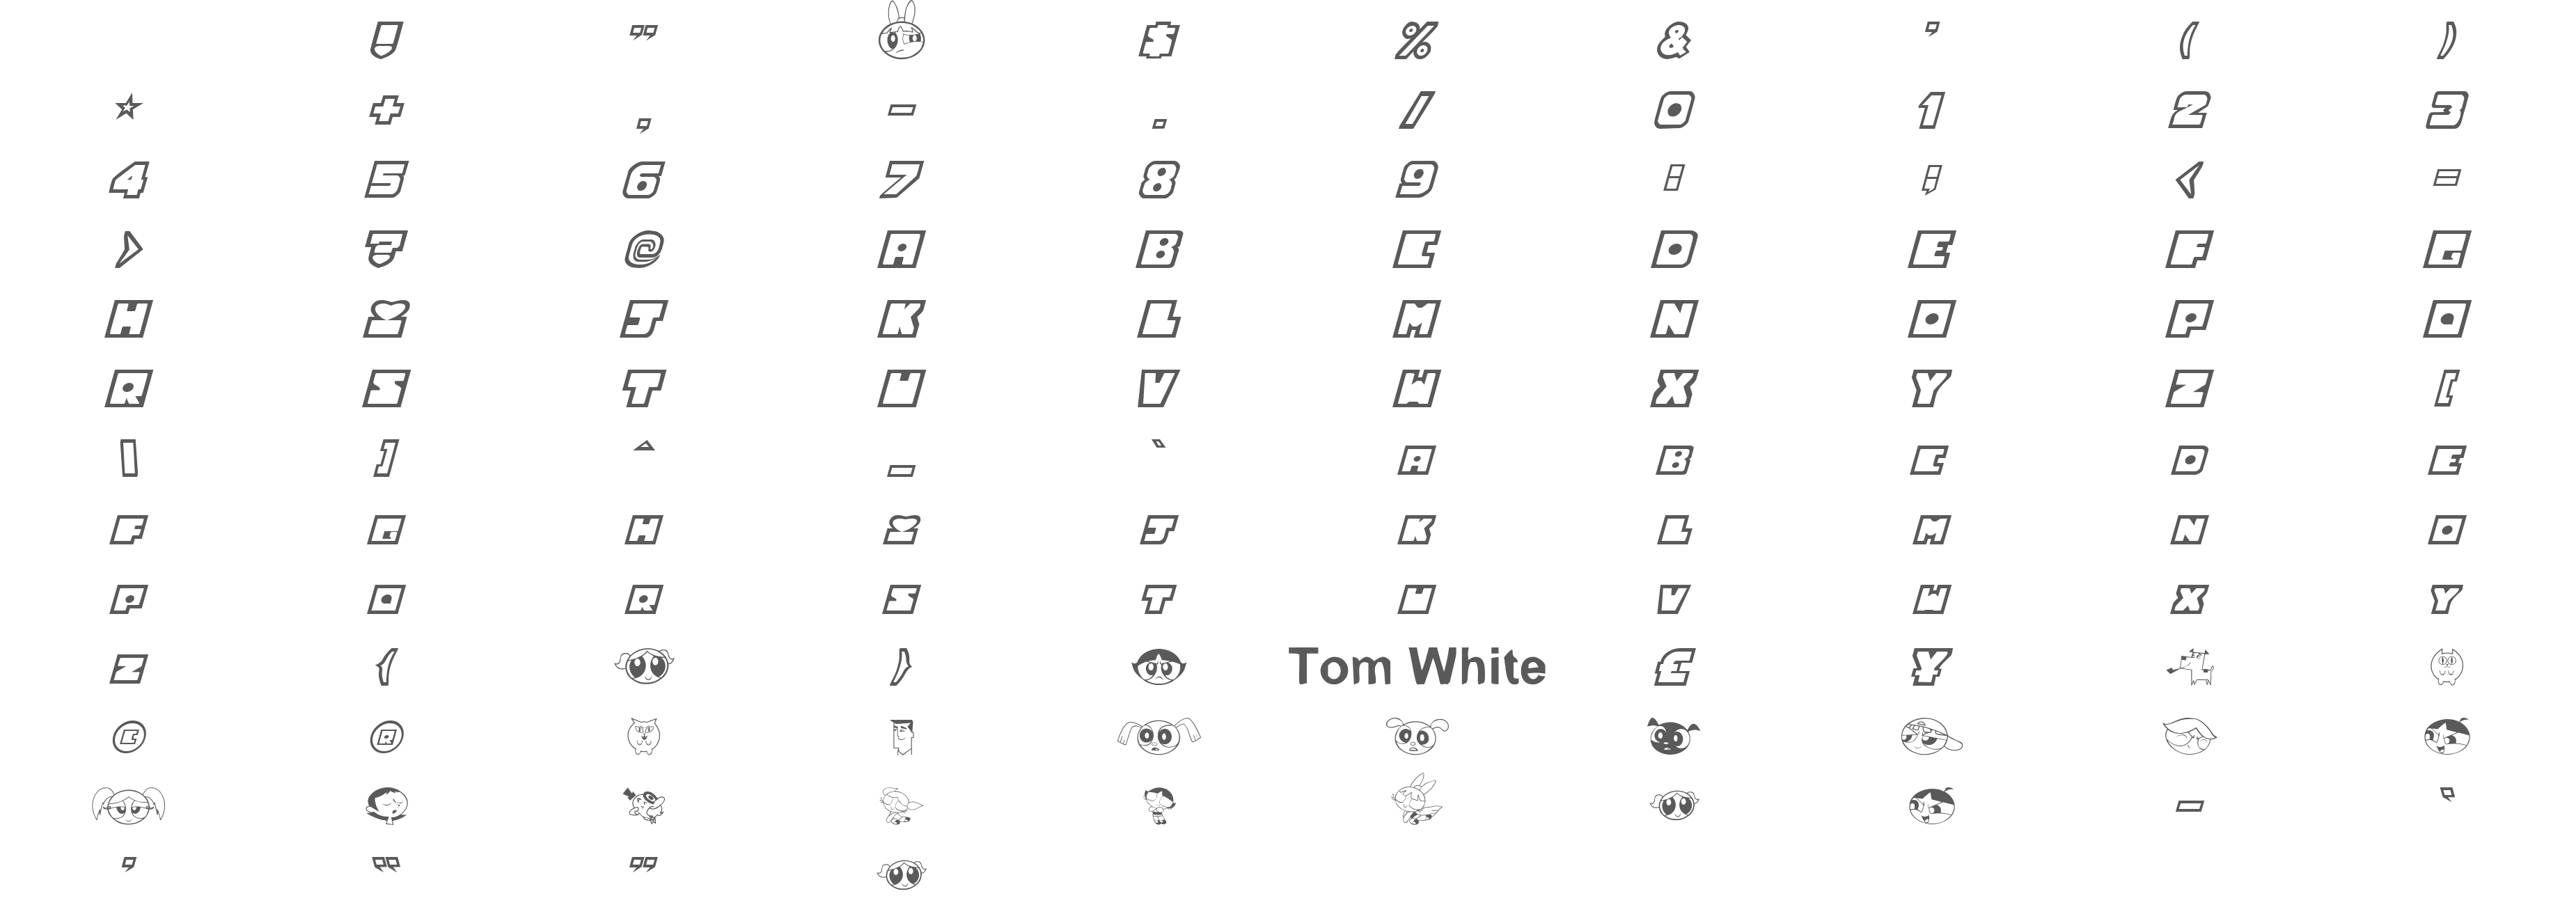 ! " $ % & ' ( )
+ , - . / 0 1 2 3
4 5 6 7 8 9 : ; < =
> ? @ A B C D E F G
H I J K L M N O P Q
R S T U V W X Y Z [
\ ] ^ _ ` A B C D E
F G H I J K L M N O
P Q R S T U V W X Y
Z { } Tom White £ ¥
© ®
- ‘
’ “ ”